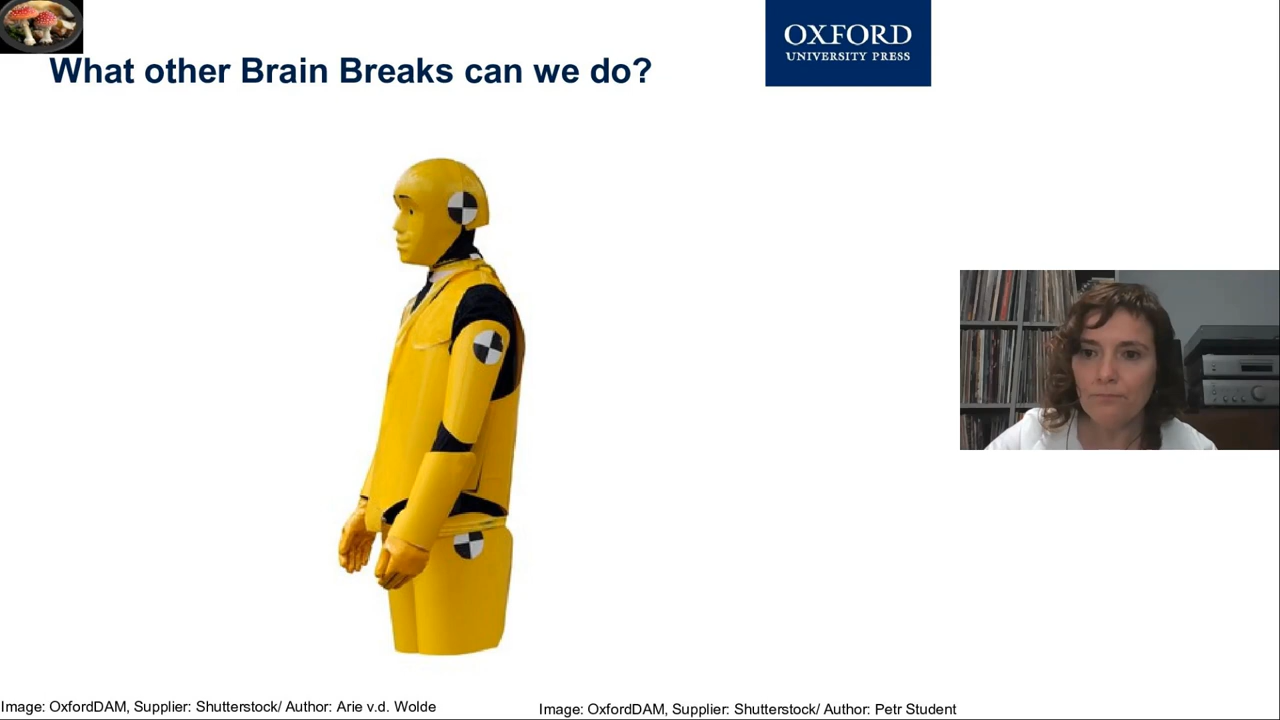 What other Brain Breaks can we do?
OXFORD
UNIVERSITY PRESS
Image: OxfordDAM, Supplier: Shutterstock/ Author: Arie v.d. Wolde
Image: OxfordDAM, Supplier: Shutterstock/ Author: Petr Student